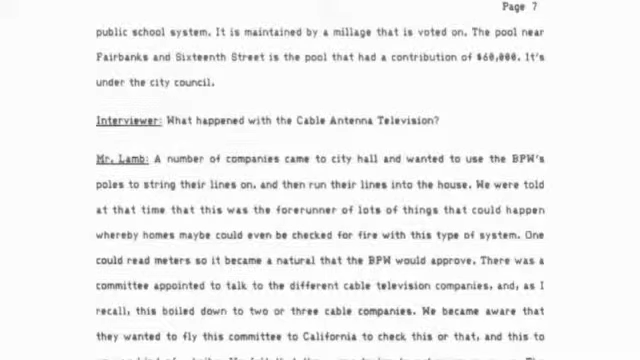 Page 7
public school system. It is maintained by a millage that is voted on. The pool near
Fairbanks and Sixteenth Street is the pool that had a contribution of $60,000. It's
under the city council.
Interviewer: What happened with the Cable Antenna Television?
Mr. Lamb: A number of companies came to city hall and wanted to use the BPW's
poles to string their lines on, and then run their lines into the house. We were told
at that time that this was the forerunner of lots of things that could happen
whereby homes maybe could even be checked for fire with this type of system. One
could read meters so it became a natural that the BPW would approve. There was a
committee appointed to talk to the different cable television companies, and, as I
recall, this boiled down to two or three cable companies. We became aware that
they wanted to fly this committee to California to check this or that, and this to